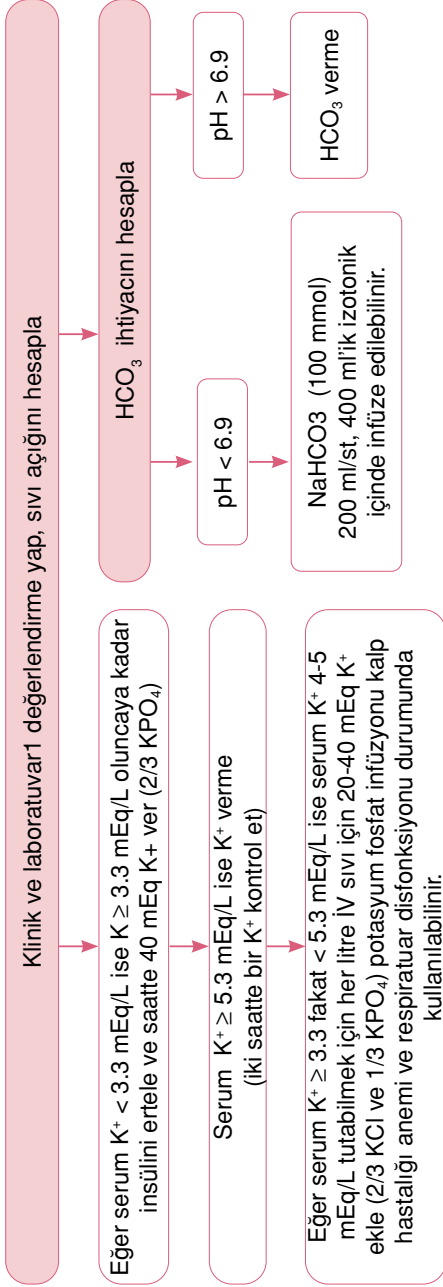 Klinik ve laboratuvar1 değerlendirme yap, sıvı açığını hesapla
Eğer serum K⁺ < 3.3 mEq/L ise K ≥ 3.3 mEq/L oluncaya kadar
insülini ertele ve saatte 40 mEq K+ ver (2/3 KPO₄)
Serum K⁺ ≥ 5.3 mEq/L ise K⁺ verme
(iki saatte bir K⁺ kontrol et)
Eğer serum K⁺ ≥ 3.3 fakat < 5.3 mEq/L ise serum K⁺ 4-5
mEq/L tutabilmek için her litre İV sıvı için 20-40 mEq K⁺
ekle (2/3 KCl ve 1/3 KPO₄) potasyum fosfat infüzyonu kalp
hastalığı anemi ve respiratuar disfonksiyonu durumunda
kullanılabilinir.
HCO₃ ihtiyacını hesapla
pH < 6.9
NaHCO3 (100 mmol)
200 ml/st, 400 ml’ik izotonik
içinde infüze edilebilinir.
pH > 6.9
HCO₃ verme